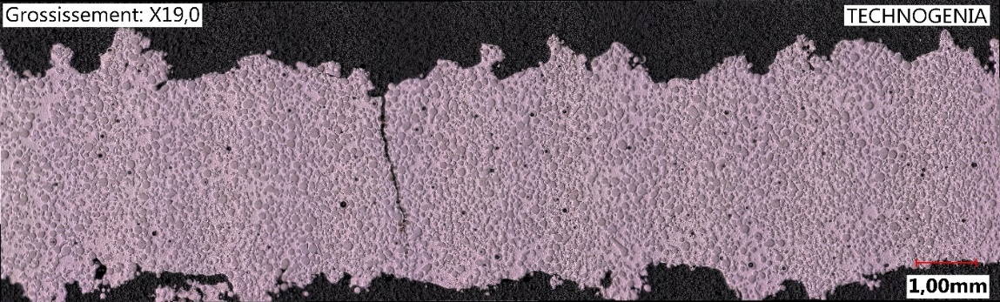 Grossissement: X19,0
TECHNOGENIA
1,00mm